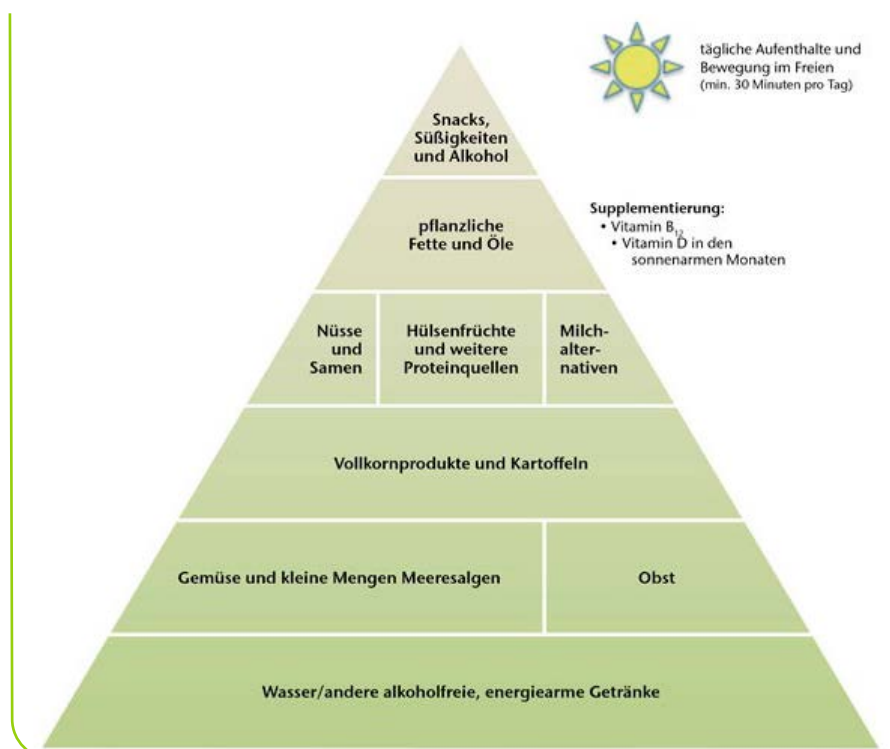 tägliche Aufenthalte und
Bewegung im Freien
(min. 30 Minuten pro Tag)
Snacks,
Süßigkeiten
und Alkohol
Supplementierung:
• Vitamin B12
• Vitamin D in den
sonnenarmen Monaten
pflanzliche
Fette und Öle
Nüsse
und
Samen
Hülsenfrüchte
und weitere
Proteinquellen
Milch-
alter-
nativen
Vollkornprodukte und Kartoffeln
Gemüse und kleine Mengen Meeresalgen
Obst
Wasser/andere alkoholfreie, energiearme Getränke